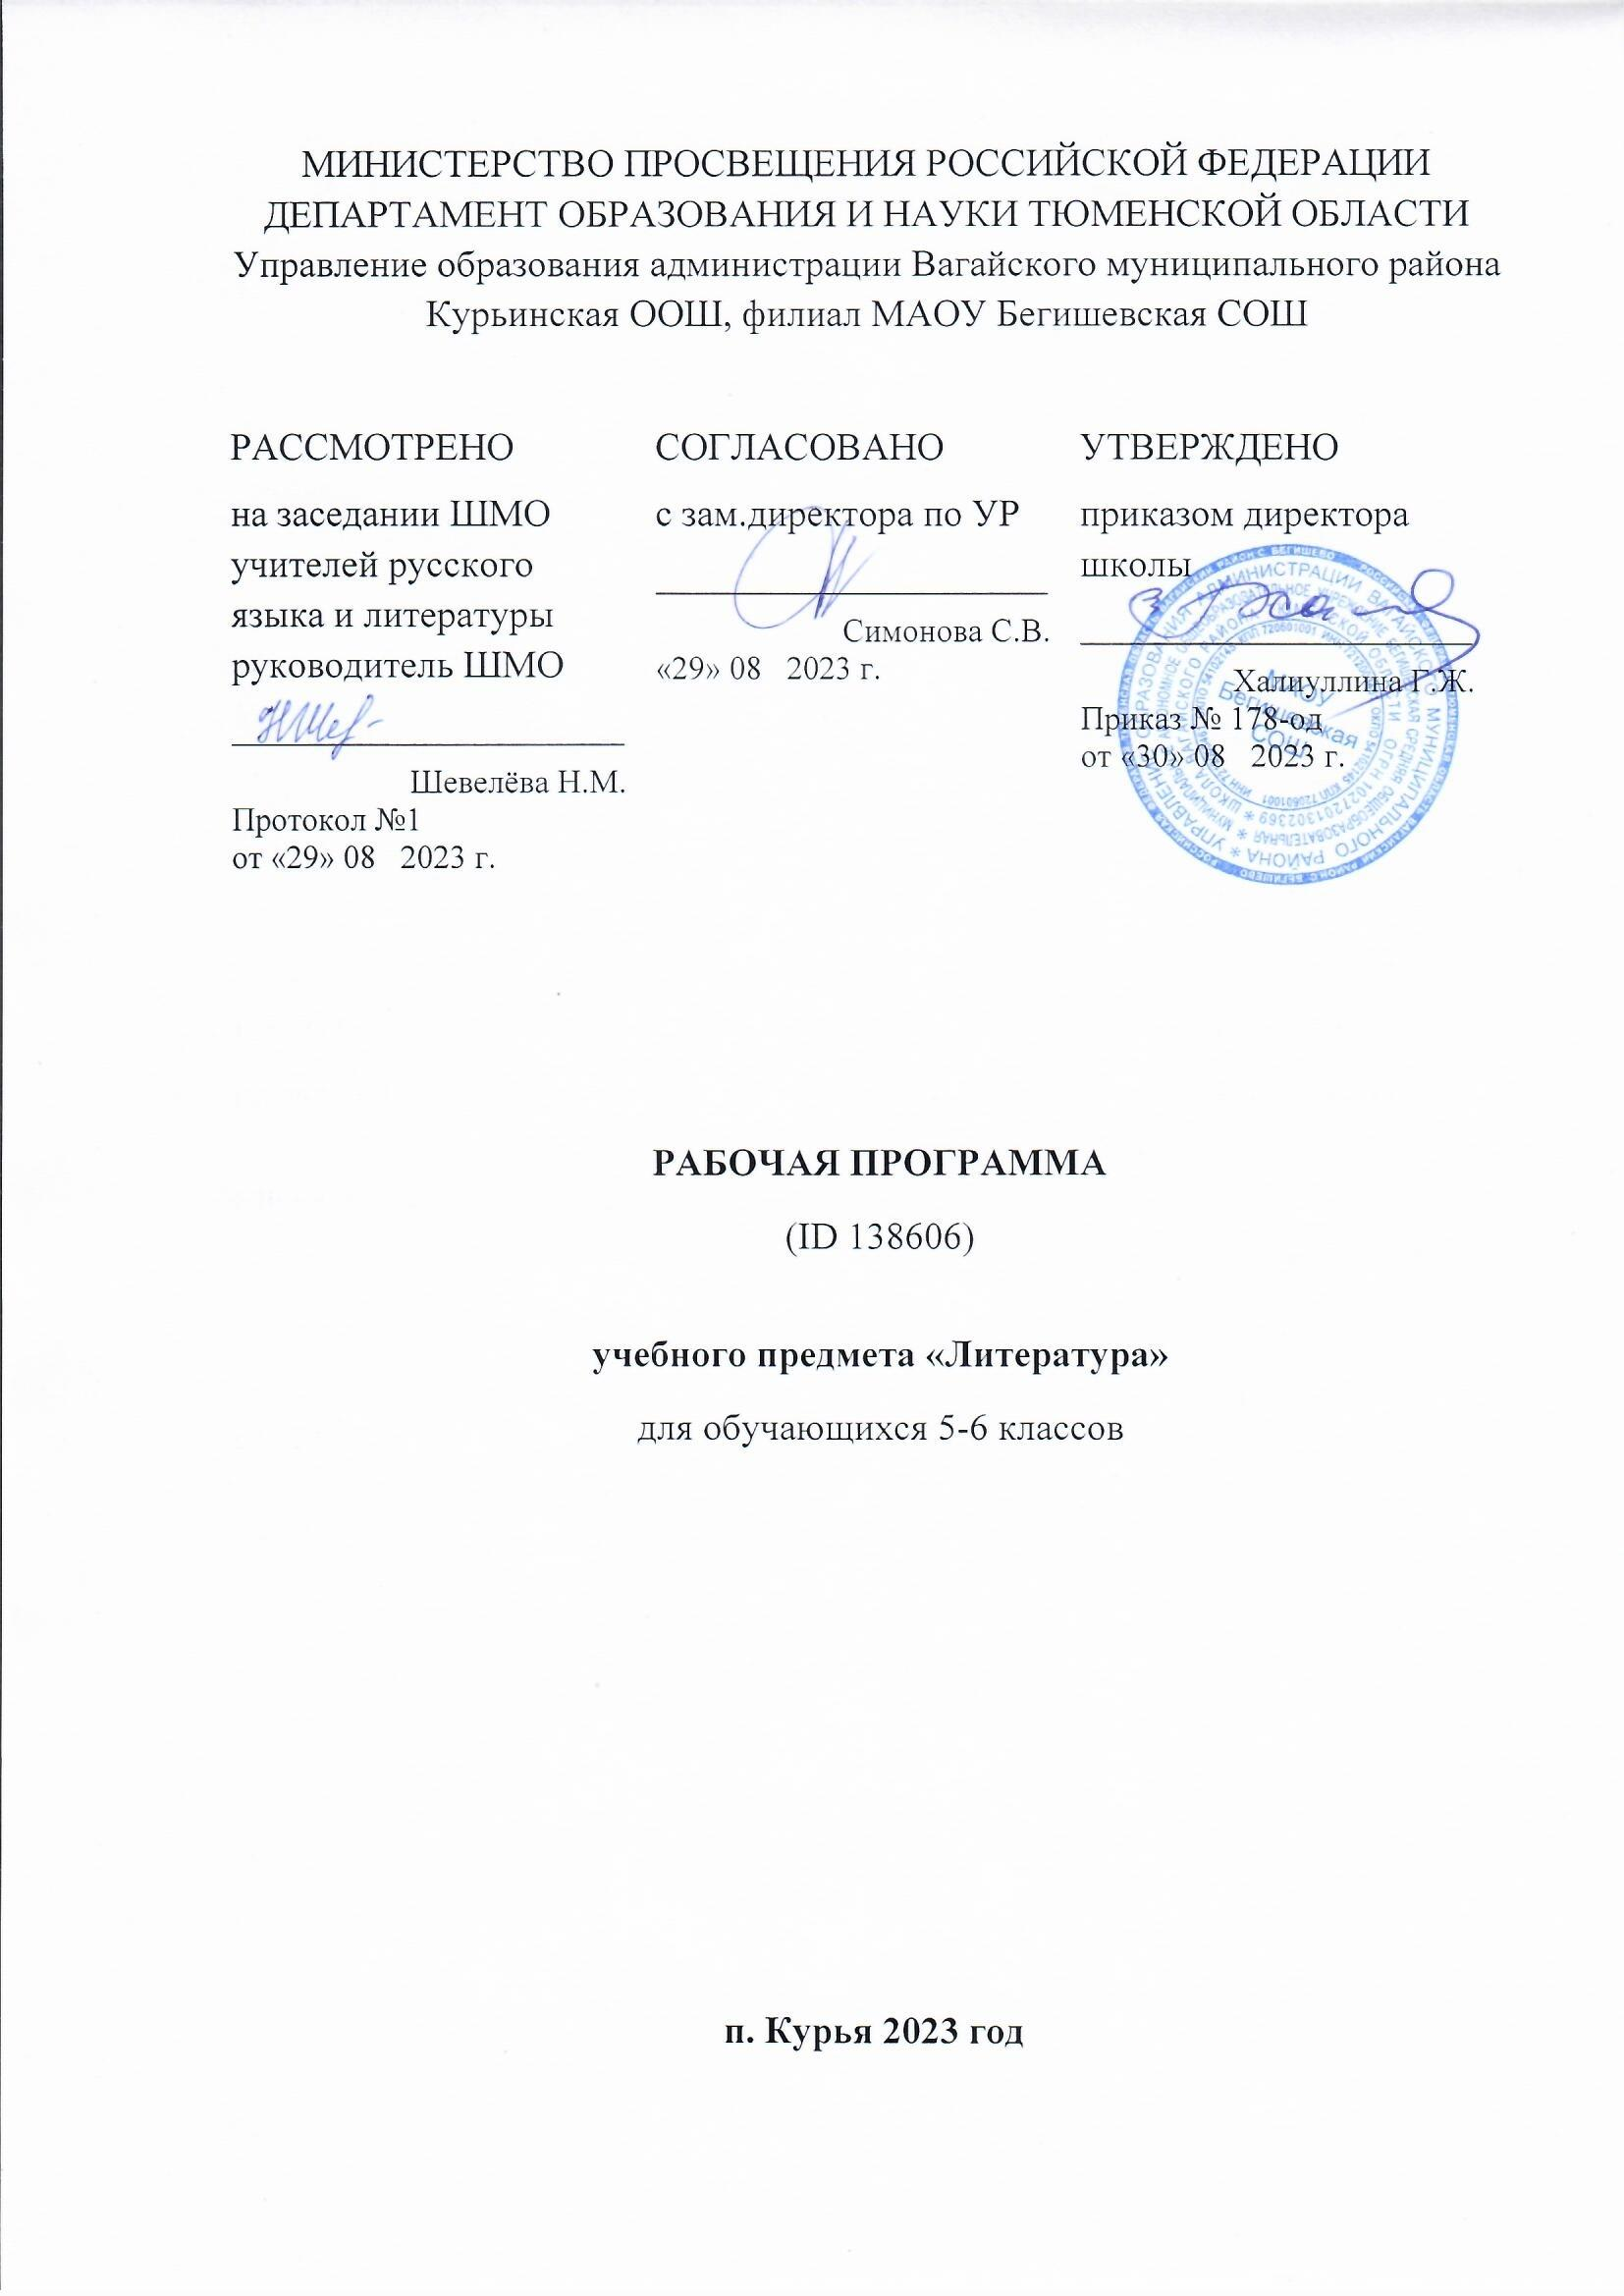 МИНИСТЕРСТВО ПРОСВЕЩЕНИЯ РОССИЙСКОЙ ФЕДЕРАЦИИ
ДЕПАРТАМЕНТ ОБРАЗОВАНИЯ И НАУКИ ТЮМЕНСКОЙ ОБЛАСТИ
Управление образования администрации Вагайского муниципального района
Курьинская ООШ, филиал МАОУ Бегишевская СОШ
РАССМОТРЕНО
на заседании ШМО
учителей русского
языка и литературы
руководитель ШМО
Шевелёва Н.М.
Протокол №1
от «29» 08 2023 г.
СОГЛАСОВАНО
с зам.директора по УР
Симонова С.В.
«29» 08 2023 г.
УТВЕРЖДЕНО
приказом директора
школы
Халиуллина Г.Ж.
Приказ № 178-од
от «30» 08 2023 г.
МАОУ
Бегишевская
СОШ
РАБОЧАЯ ПРОГРАММА
(ID 138606)
учебного предмета «Литература»
для обучающихся 5-6 классов
п. Курья 2023 год